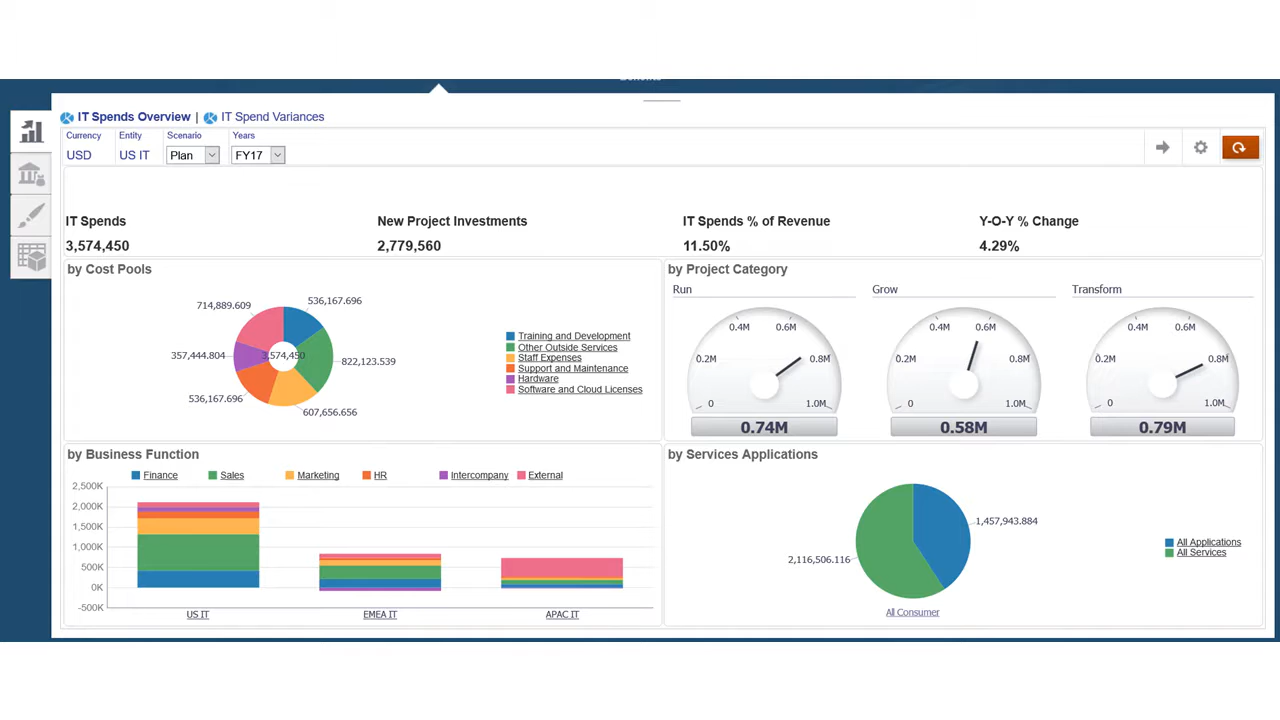 IT Spends Overview | IT Spend Variances
Currency Entity Scenario Years
USD US IT Plan FY17
IT Spends New Project Investments IT Spends % of Revenue Y-O-Y % Change
3,574,450 2,779,560 11.50% 4.29%
by Cost Pools
714,889.609
536,167.696
357,444.804
3,574,450
822,123.539
536,167.696
607,656.656
Training and Development
Other Outside Services
Staff Expenses
Support and Maintenance
Hardware
Software and Cloud Licenses
by Project Category
Run
0.4M 0.6M
0.2M 0.8M
0 1.0M
0.74M
Grow
0.4M 0.6M
0.2M 0.8M
0 1.0M
0.58M
Transform
0.4M 0.6M
0.2M 0.8M
0 1.0M
0.79M
by Business Function
Finance Sales Marketing HR Intercompany External
2,500K
2,000K
1,500K
1,000K
500K
0K
-500K
US IT EMEA IT APAC IT
by Services Applications
1,457,943.884
2,116,506.116
All Consumer
All Applications
All Services